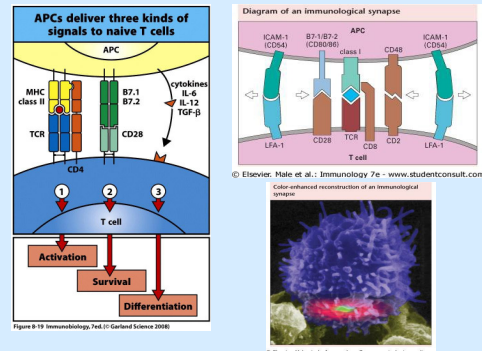 APCs deliver three kinds of
signals to naive T cells
APC
MHC
class II
B7.1
B7.2
cytokines
IL-6
IL-12
TGF-β
TCR
CD28
CD4
1
2
3
T cell
Activation
Survival
Differentiation
Figure 8-19 Immunobiology, 7ed. (© Garland Science 2008)
Diagram of an immunological synapse
APC
ICAM-1
(CD54)
B7-1/B7-2
(CD80/86)
class I
CD48
ICAM-1
(CD54)
LFA-1
CD28
TCR
CD8
CD2
LFA-1
T cell
© Elsevier. Male et al.: Immunology 7e - www.studentconsult.com
Color-enhanced reconstruction of an immunological
synapse